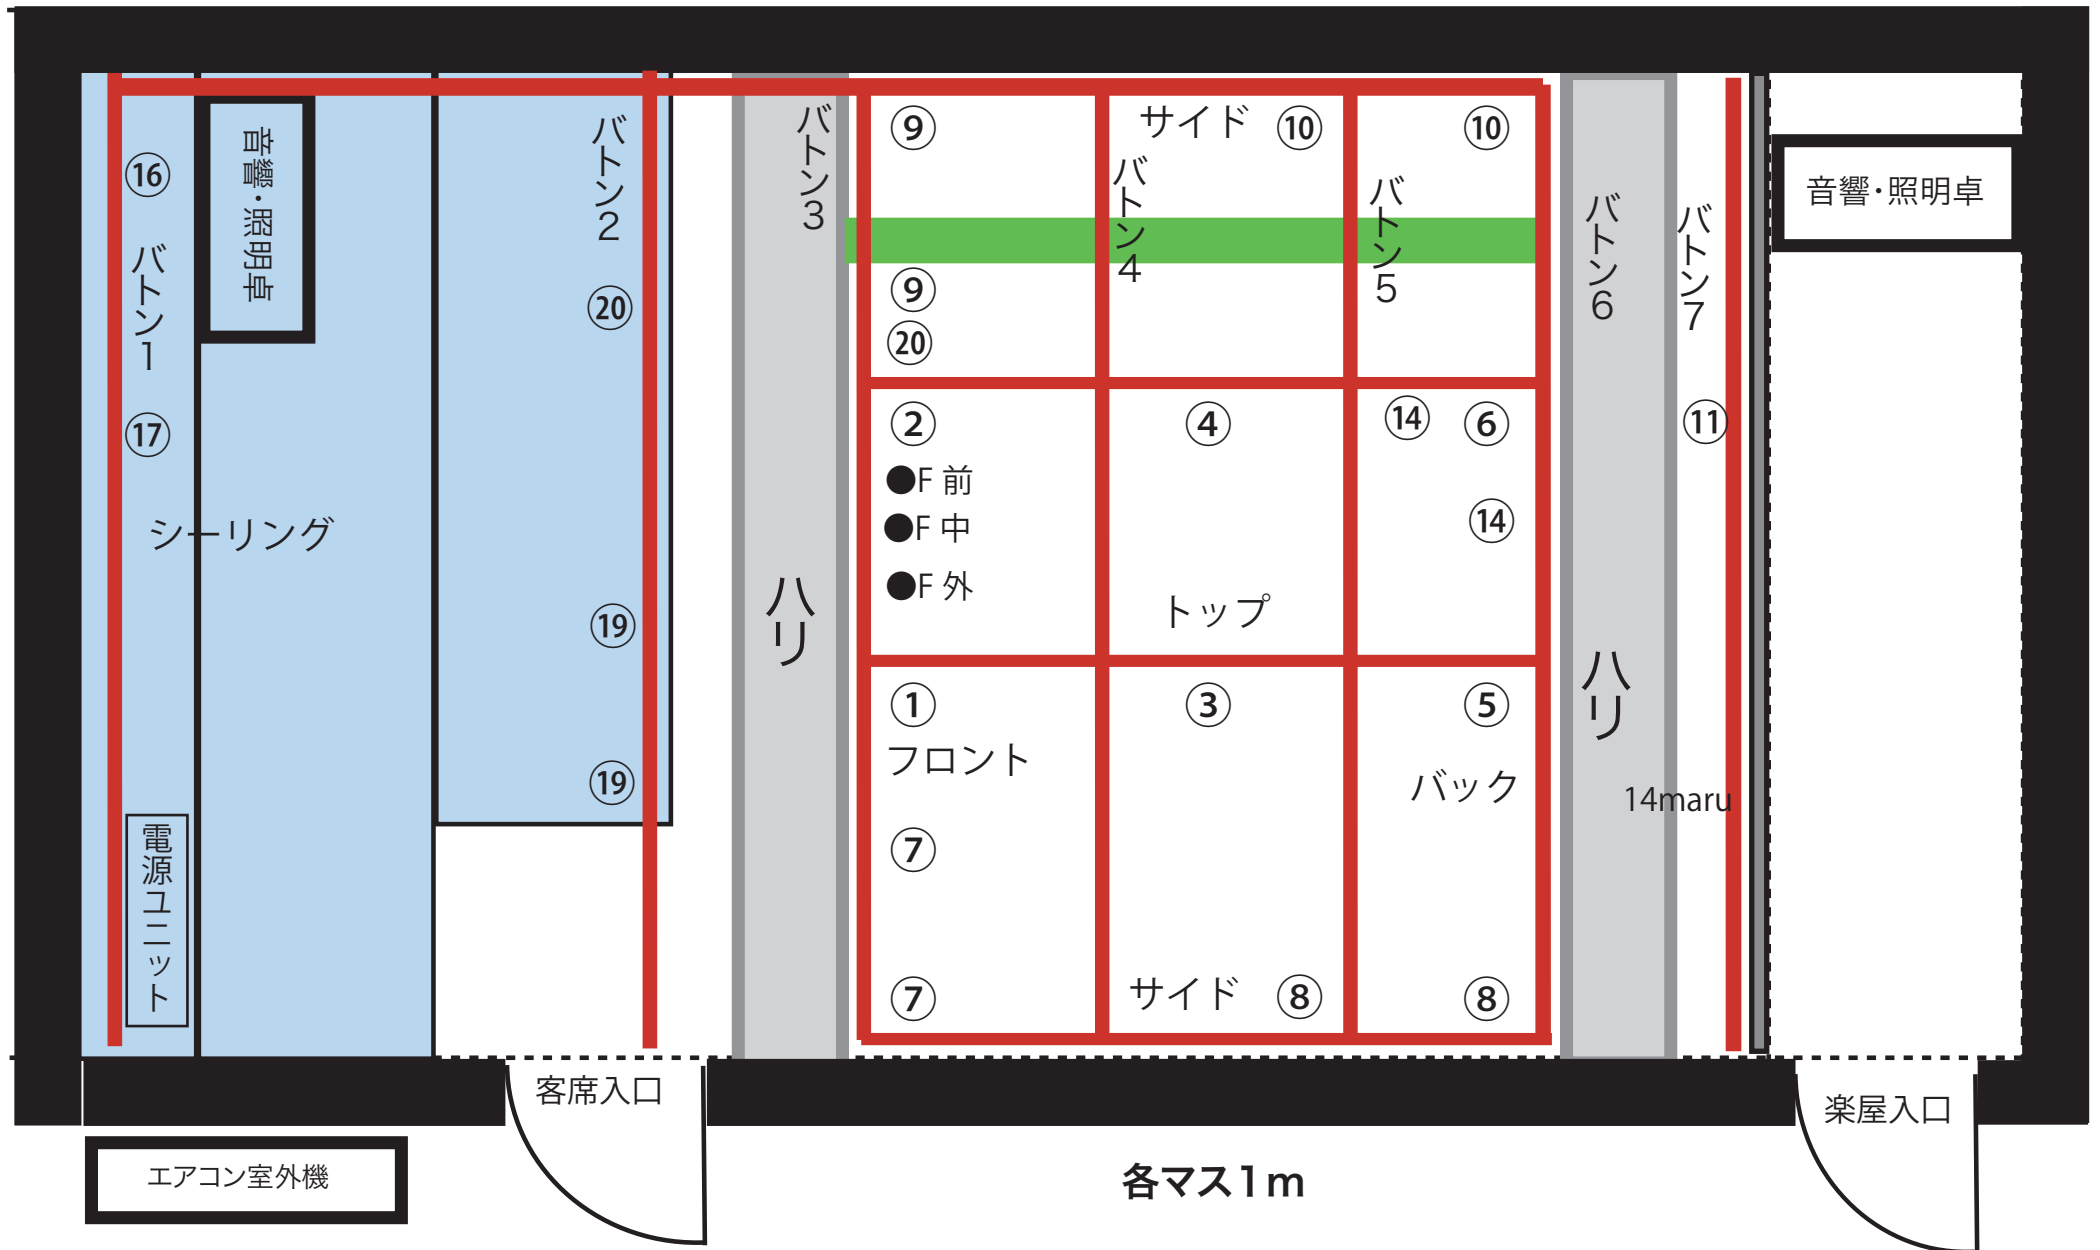 ⑯
バトン1
⑰
シーリング
電源ユニット
音響・照明卓
バトン2
⑳
⑲
⑲
バトン3
ハリ
⑨
サイド
⑩
⑩
バトン4
バトン5
⑨
⑳
②
④
⑭
⑥
●F 前
●F 中
●F 外
⑭
トップ
①
③
⑤
フロント
バック
⑦
⑦
サイド
⑧
⑧
バトン6
ハリ
バトン7
⑪
14maru
音響・照明卓
客席入口
楽屋入口
エアコン室外機
各マス1m